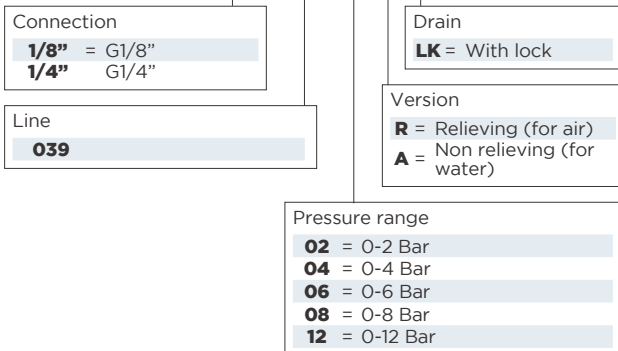 Connection
1/8” = G1/8”
1/4” G1/4”
Line
039
Drain
LK = With lock
Version
R = Relieving (for air)
A = Non relieving (for
water)
Pressure range
02 = 0-2 Bar
04 = 0-4 Bar
06 = 0-6 Bar
08 = 0-8 Bar
12 = 0-12 Bar